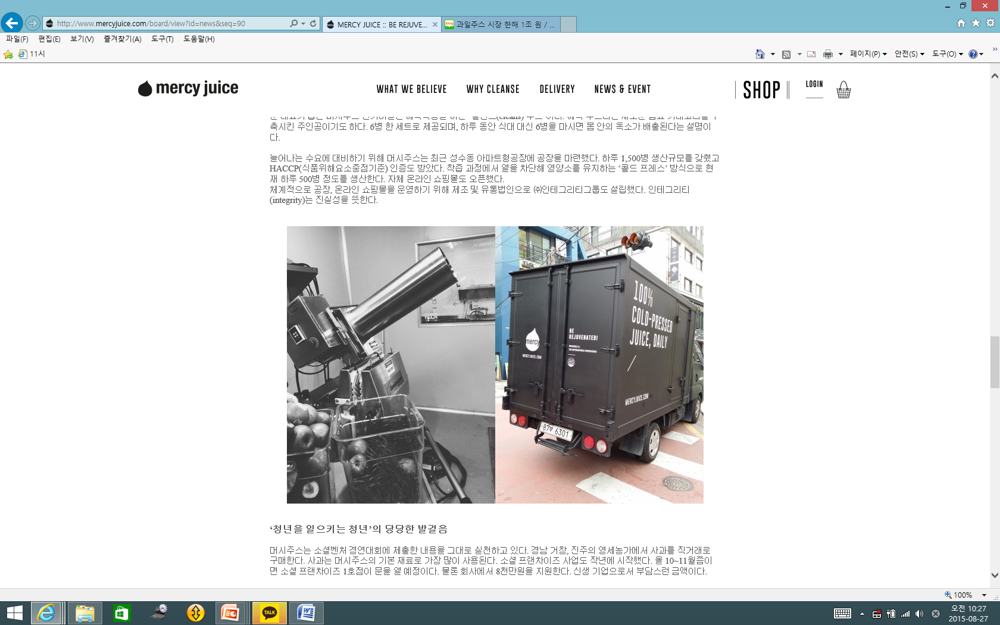 http://www.mercyjuice.com/board/view?id=news&seq=90
MERCY JUICE :: BE REJUVE...
과일주스 시장 한해 1조 원 / ...
파일(F) 편집(E) 보기(V) 즐겨찾기(A) 도구(T) 도움말(H)
11시
페이지(P) 안전(S) 도구(O)
mercy juice
WHAT WE BELIEVE WHY CLEANSE DELIVERY NEWS & EVENT
SHOP
LOGIN
축시킨 주인공이기도 하다. 6병 한 세트로 제공되며, 하루 동안 식대 대신 6병을 마시면 몸 안의 독소가 배출된다는 설명이
다.
늘어나는 수요에 대비하기 위해 머시주스는 최근 성수동 아파트형공장에 공장을 마련했다. 하루 1,500병 생산규모를 갖췄고
HACCP(식품위해요소중점기준) 인증도 받았다. 착즙 과정에서 열을 차단해 영양소를 유지하는 ‘콜드 프레스’ 방식으로 현
재 하루 500병 정도를 생산한다. 자체 온라인 쇼핑몰도 오픈했다.
체계적으로 공장, 온라인 쇼핑몰을 운영하기 위해 제조 및 유통법인으로 ㈜인테그리티그룹도 설립했다. 인테그리티
(integrity)는 진실성을 뜻한다.
100%
COLD-PRESSED
JUICE, DAILY
mercy
MERCYJUICE.COM
BE
REJUVENATED!
MERCYJUICE.COM
87부 6301
‘청년을 일으키는 청년’의 당당한 발걸음
머시주스는 소셜벤처 경연대회에 제출한 내용을 그대로 실천하고 있다. 경남 거창, 진주의 영세농가에서 사과를 직거래로
구매한다. 사과는 머시주스의 기본 재료로 가장 많이 사용된다. 소셜 프랜차이즈 사업도 작년에 시작했다. 올 10~11월쯤이
면 소셜 프랜차이즈 1호점이 문을 열 예정이다. 물론 회사에서 8천만원을 지원한다. 신생 기업으로서 부담스런 금액이다.
100%
TALK
오전 10:27
2015-08-27